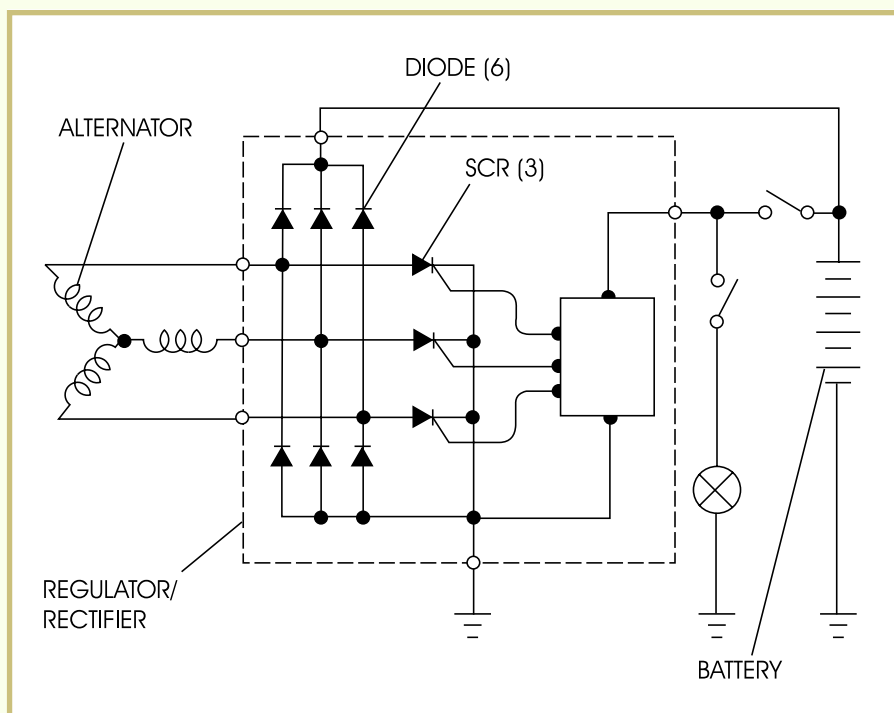 DIODE (6)
ALTERNATOR
SCR (3)
REGULATOR/
RECTIFIER
BATTERY